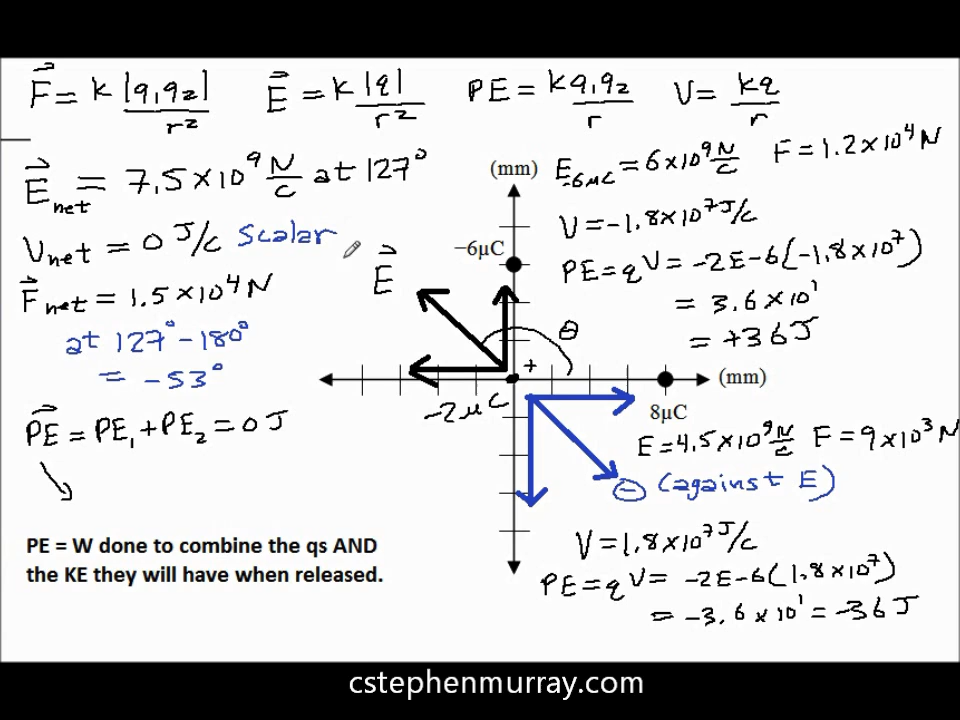 F⃗ = k|q₁q₂|/r²   E⃗ = k|q|/r²   PE = kq₁q₂/r   V = kq/r
E⃗net = 7.5×10⁹ N/C at 127°
Vnet = 0 J/C scalar
F⃗net = 1.5×10⁴ N
at 127° - 180°
= -53°
P⃗E = PE₁ + PE₂ = 0 J
PE = W done to combine the qs AND
the KE they will have when released.
(mm)
−6µC
E⃗
θ
+
-2µC
(mm)
8µC
E-6µC = 6×10⁹ N/C   F = 1.2×10⁴ N
V = -1.8×10⁷ J/C
PE = qV = -2E-6(-1.8×10⁷)
= 3.6×10¹
= +36J
E = 4.5×10⁹ N/C   F = 9×10³ N
− (against E)
V = 1.8×10⁷ J/C
PE = qV = -2E-6(1.8×10⁷)
= -3.6×10¹ = -36J
cstephenmurray.com